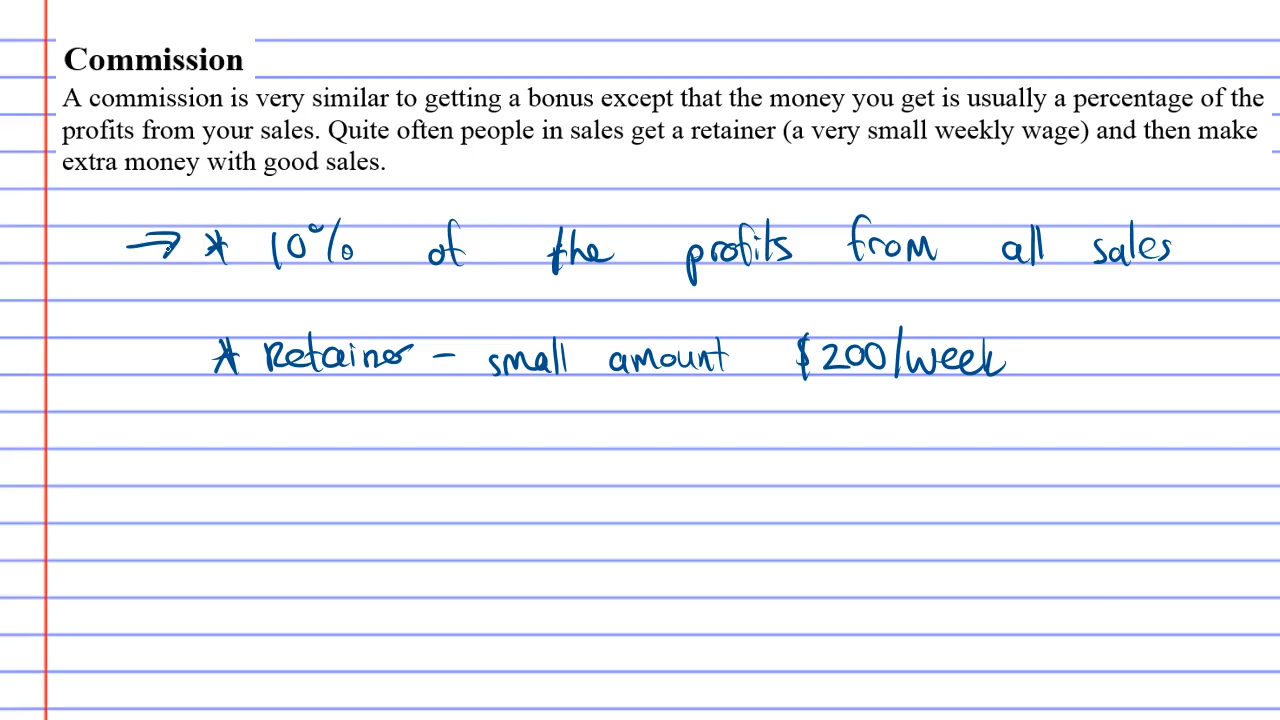 Commission
A commission is very similar to getting a bonus except that the money you get is usually a percentage of the
profits from your sales. Quite often people in sales get a retainer (a very small weekly wage) and then make
extra money with good sales.
→ * 10% of the profits from all sales
* Retainer – small amount $200/week